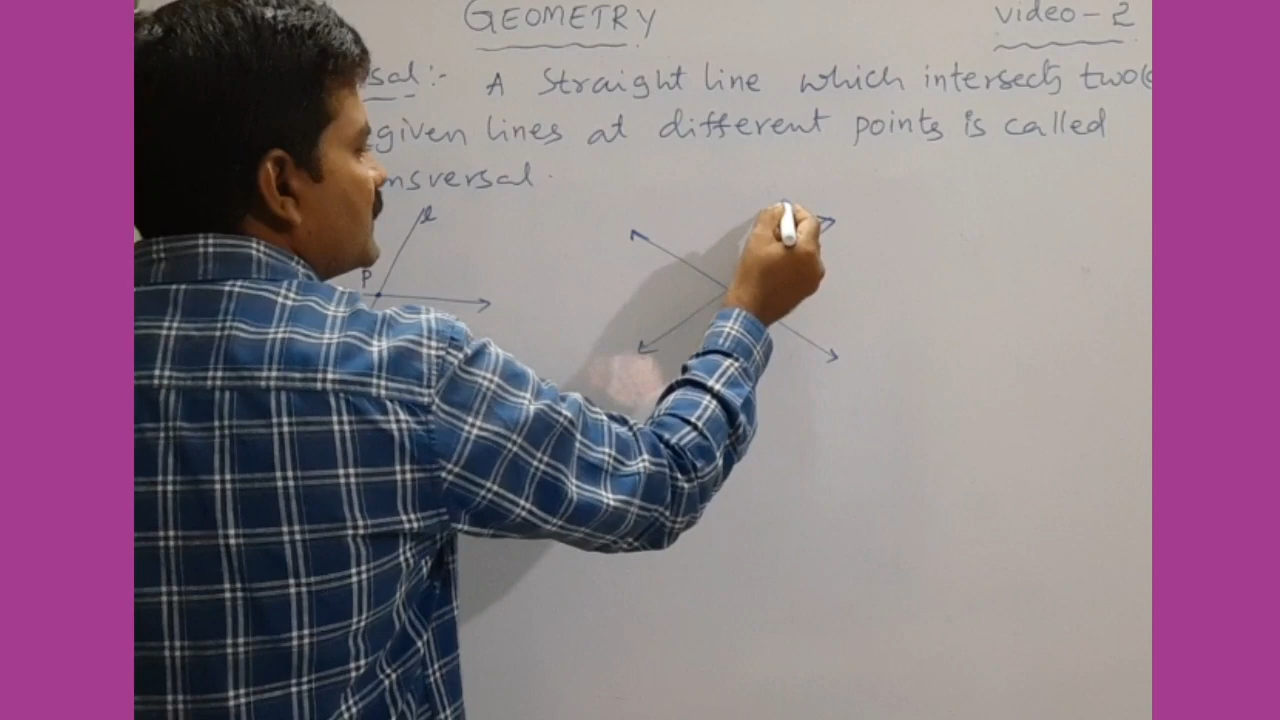 GEOMETRY video-2
sal:- A straight line which intersects two(
given lines at different points is called
nsversal.
l
P